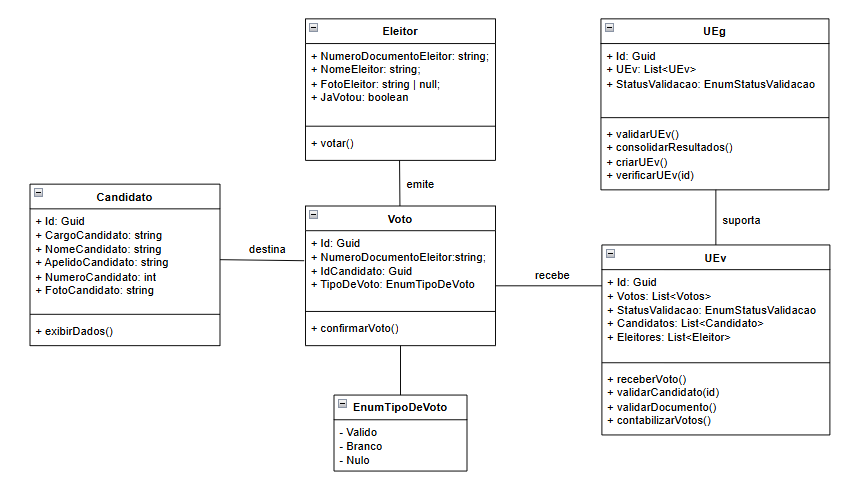 Eleitor
+ NumeroDocumentoEleitor: string;
+ NomeEleitor: string;
+ FotoEleitor: string | null;
+ JaVotou: boolean
+ votar()
UEg
+ Id: Guid
+ UEv: List<UEv>
+ StatusValidacao: EnumStatusValidacao
+ validarUEv()
+ consolidarResultados()
+ criarUEv()
+ verificarUEv(id)
emite
suporta
Candidato
+ Id: Guid
+ CargoCandidato: string
+ NomeCandidato: string
+ ApelidoCandidato: string
+ NumeroCandidato: int
+ FotoCandidato: string
+ exibirDados()
destina
Voto
+ Id: Guid
+ NumeroDocumentoEleitor:string;
+ IdCandidato: Guid
+ TipoDeVoto: EnumTipoDeVoto
+ confirmarVoto()
recebe
UEv
+ Id: Guid
+ Votos: List<Votos>
+ StatusValidacao: EnumStatusValidacao
+ Candidatos: List<Candidato>
+ Eleitores: List<Eleitor>
+ receberVoto()
+ validarCandidato(id)
+ validarDocumento()
+ contabilizarVotos()
EnumTipoDeVoto
- Valido
- Branco
- Nulo